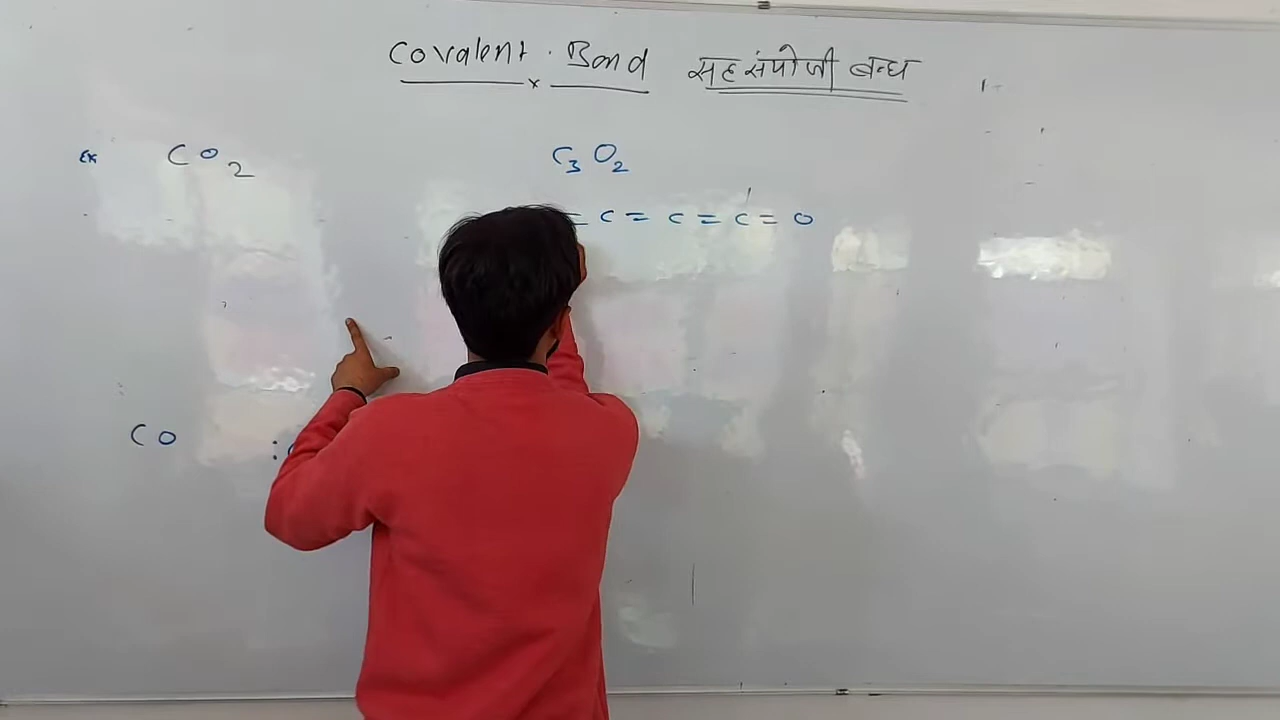 Covalent Bond सहसंयोजी बन्ध
Ex CO2 C3O2
= C = C = C = O
CO :